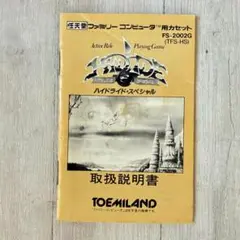 任天堂 ファミリー コンピュータ™用カセット
FS-2002G
(TFS-HS)
Active Role Playing Game
HYDLIDE
ハイドライド・スペシャル
取扱説明書
TOEMILAND